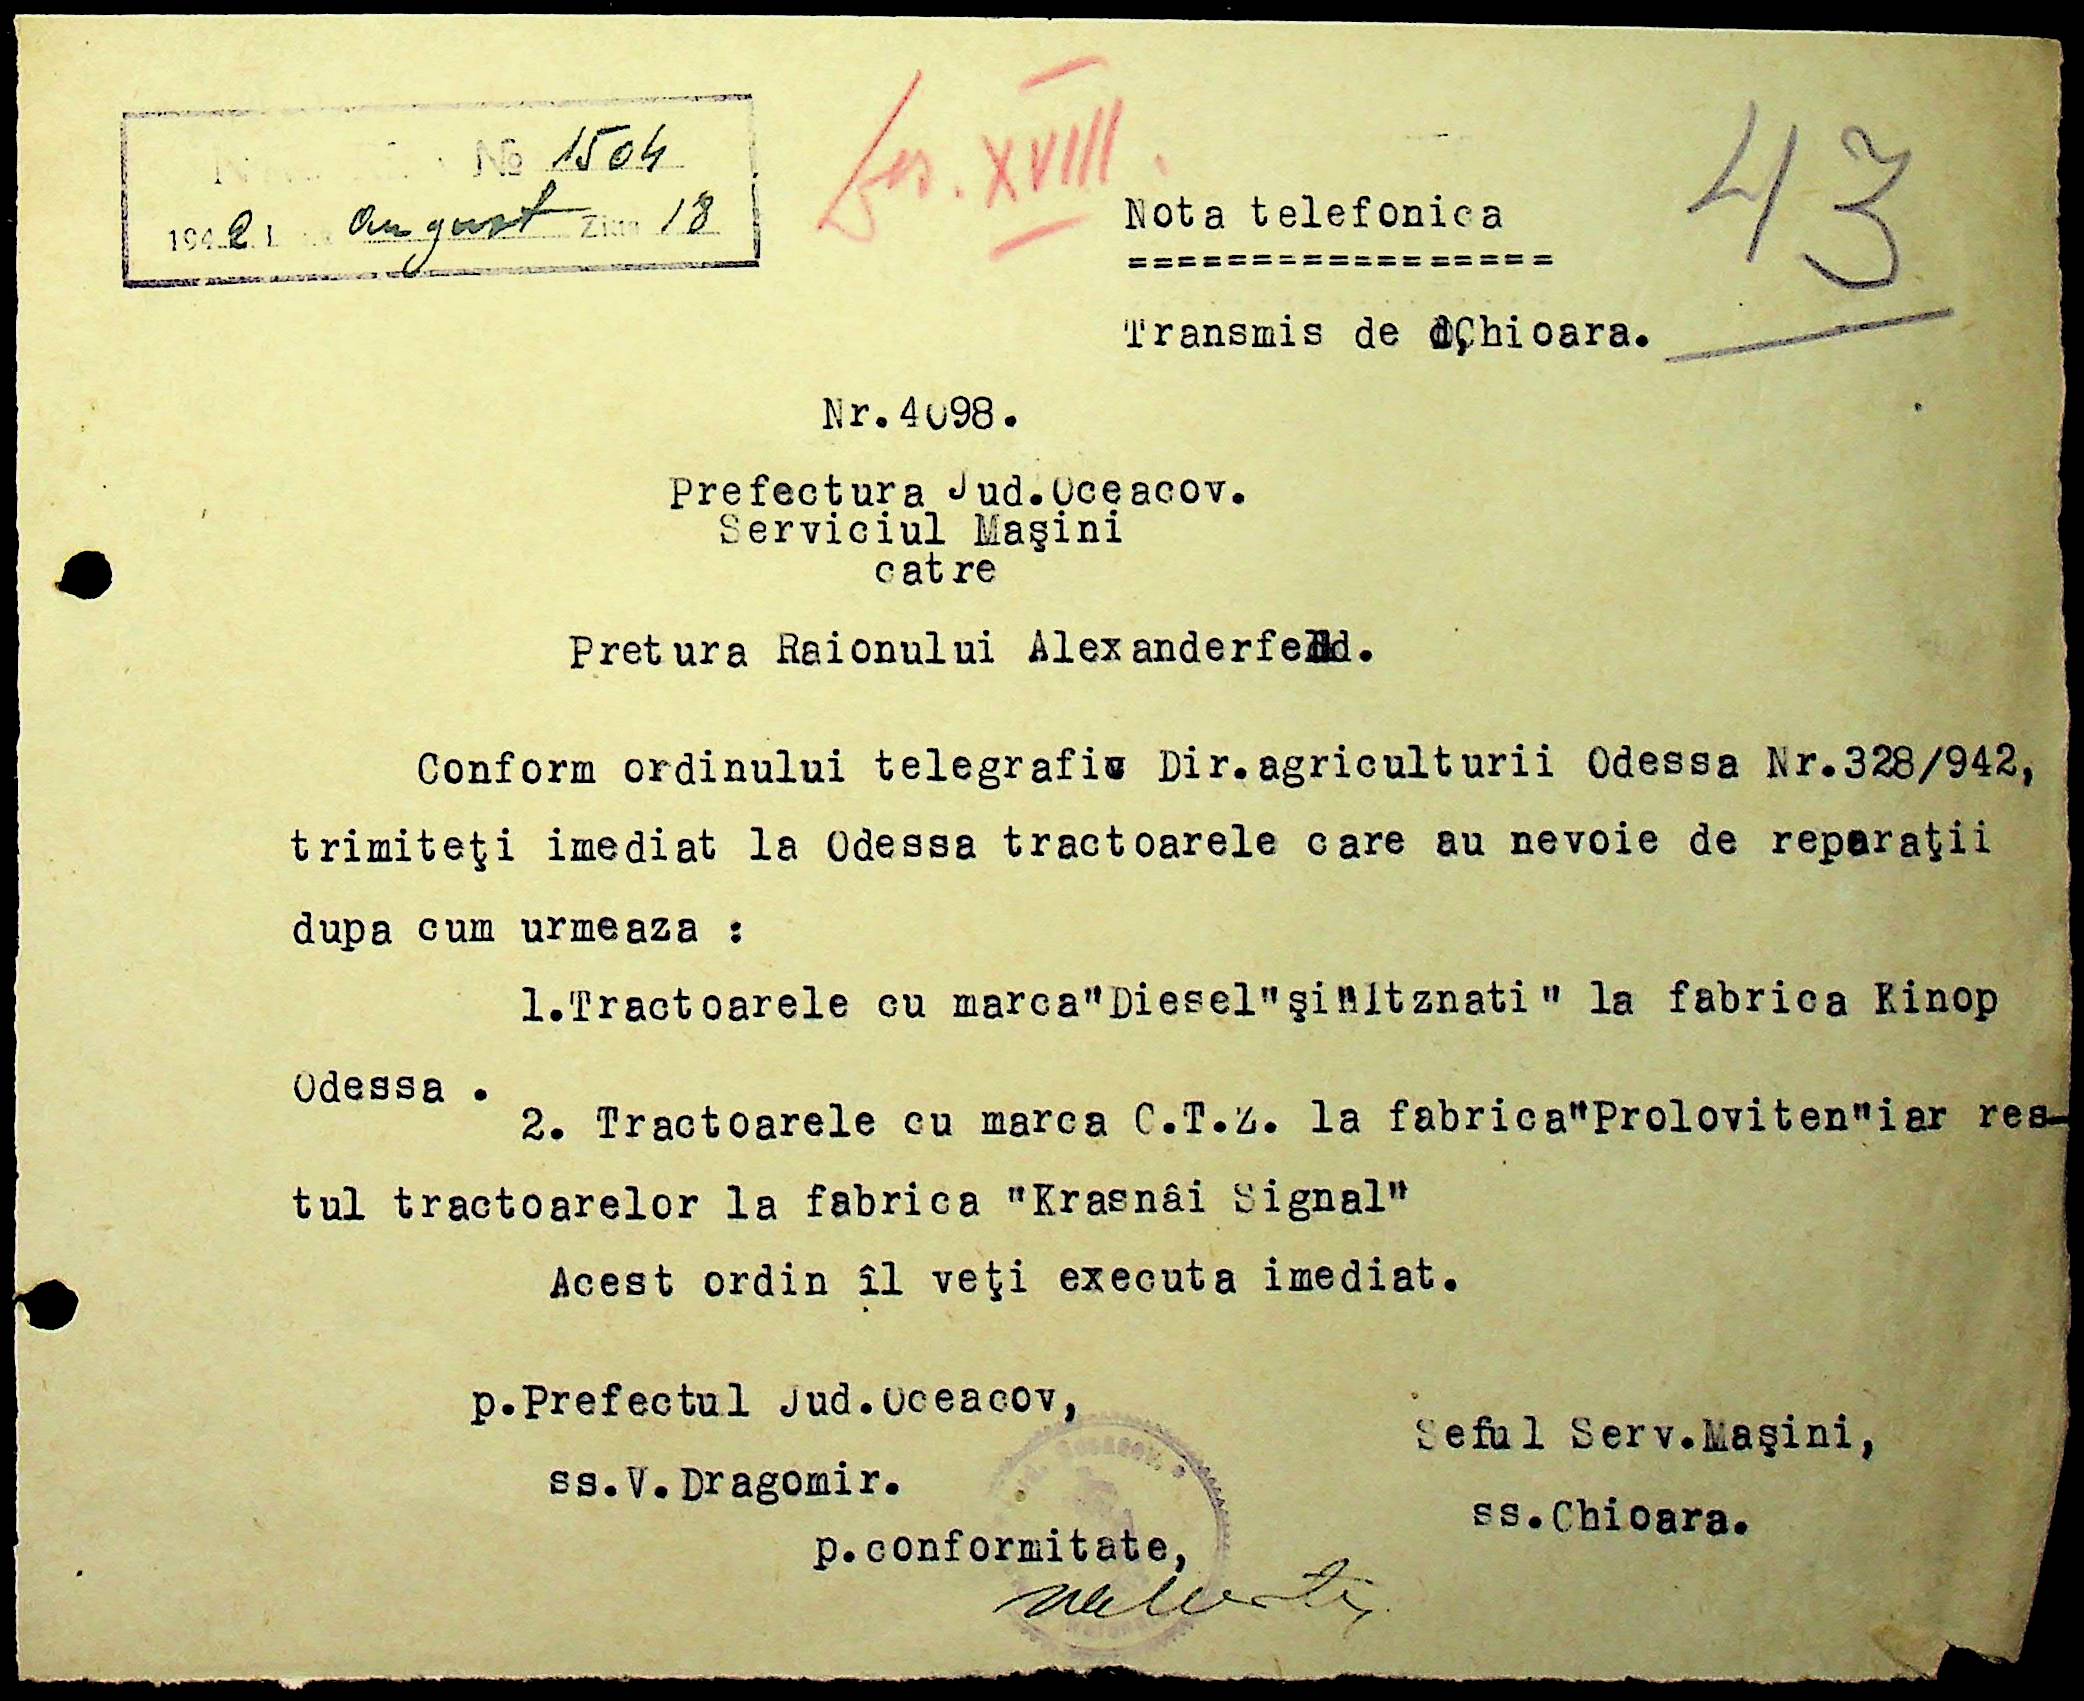 № 1504
1942 L august Ziua 18
XVIII.
43
Nota telefonica
=================
Transmis de d,Chioara.
Nr.4098.
Prefectura Jud.Oceacov.
Serviciul Maşini
catre
Pretura Raionului Alexanderfeld.
Conform ordinului telegrafic Dir.agriculturii Odessa Nr.328/942,
trimiteţi imediat la Odessa tractoarele care au nevoie de reparaţii
dupa cum urmeaza :
1.Tractoarele cu marca"Diesel"şi"Itznati" la fabrica Kinop
Odessa .
2. Tractoarele cu marca C.T.Z. la fabrica"Proloviten"iar res-
tul tractoarelor la fabrica "Krasnâi Signal"
Acest ordin îl veţi executa imediat.
p.Prefectul Jud.Oceacov,
Seful Serv.Maşini,
ss.V.Dragomir.
ss.Chioara.
p.conformitate,